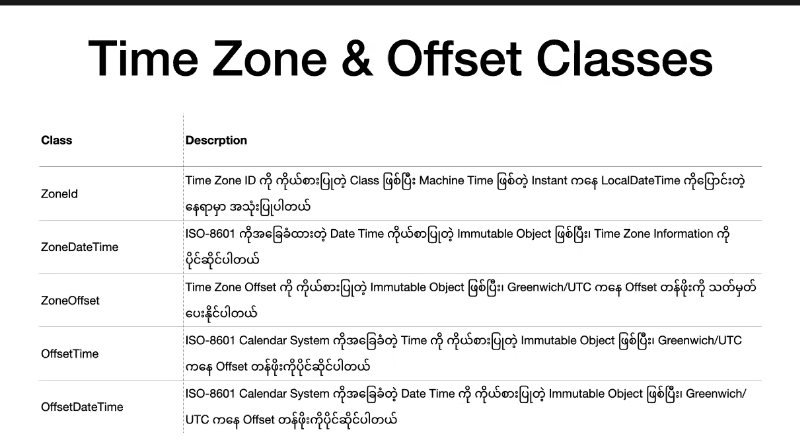 Time Zone & Offset Classes
Class
Descrption
ZoneId
Time Zone ID ကို ကိုယ်စားပြုတဲ့ Class ဖြစ်ပြီး Machine Time ဖြစ်တဲ့ Instant ကနေ LocalDateTime ကိုပြောင်းတဲ့
နေရာမှာ အသုံးပြုပါတယ်
ZoneDateTime
ISO-8601 ကိုအခြေခံထားတဲ့ Date Time ကိုယ်စာပြုတဲ့ Immutable Object ဖြစ်ပြီး၊ Time Zone Information ကို
ပိုင်ဆိုင်ပါတယ်
ZoneOffset
Time Zone Offset ကို ကိုယ်စားပြုတဲ့ Immutable Object ဖြစ်ပြီး၊ Greenwich/UTC ကနေ Offset တန်ဖိုးကို သတ်မှတ်
ပေးနိုင်ပါတယ်
OffsetTime
ISO-8601 Calendar System ကိုအခြေခံတဲ့ Time ကို ကိုယ်စားပြုတဲ့ Immutable Object ဖြစ်ပြီး၊ Greenwich/UTC
ကနေ Offset တန်ဖိုးကိုပိုင်ဆိုင်ပါတယ်
OffsetDateTime
ISO-8601 Calendar System ကိုအခြေခံတဲ့ Date Time ကို ကိုယ်စားပြုတဲ့ Immutable Object ဖြစ်ပြီး၊ Greenwich/
UTC ကနေ Offset တန်ဖိုးကိုပိုင်ဆိုင်ပါတယ်